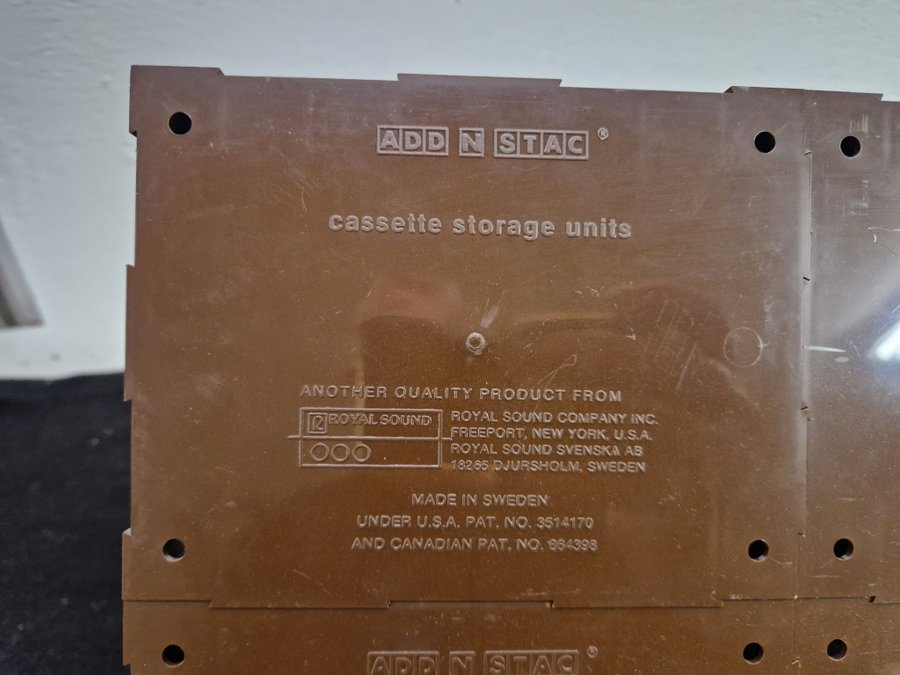 ADD N STAC ®
cassette storage units
ANOTHER QUALITY PRODUCT FROM
ROYAL SOUND
ROYAL SOUND COMPANY INC.
FREEPORT, NEW YORK, U.S.A.
ROYAL SOUND SVENSKA AB
18265 DJURSHOLM, SWEDEN
MADE IN SWEDEN
UNDER U.S.A. PAT. NO. 3514170
AND CANADIAN PAT. NO. 864398
ADD N STAC ®